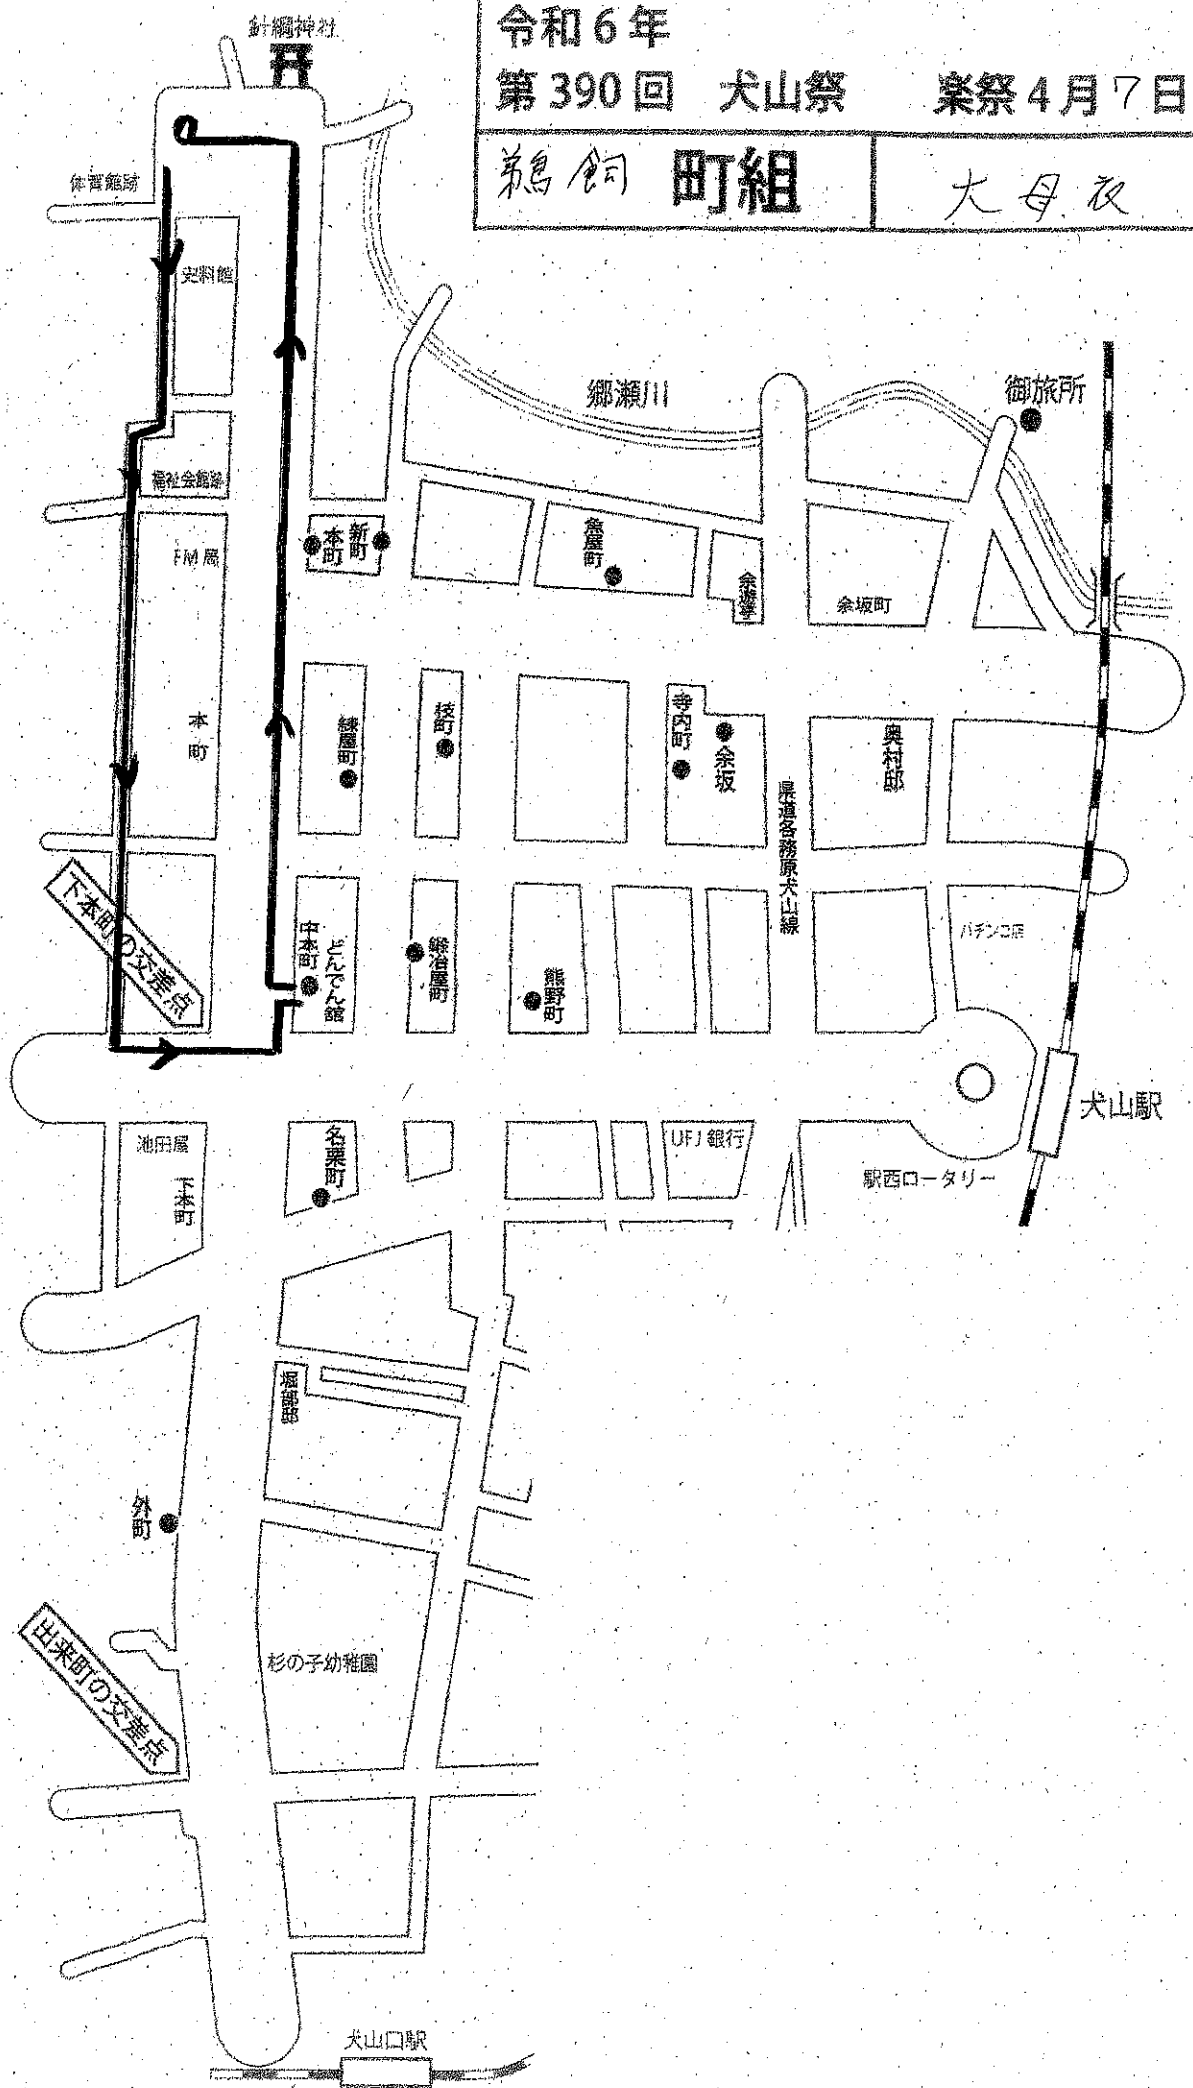 針綱神社
令和6年
第390回 犬山祭 楽祭4月7日
鵜飼 町組 大母衣
体育館跡
史料館
郷瀬川
御旅所
福祉会館跡
FM局
本町
新町
魚屋町
余遊亭
余坂町
本町
練屋町
枝町
寺内町
余坂
奥村邸
県道各務原犬山線
下本町の交差点
中本町
どんでん館
鍛冶屋町
熊野町
パチンコ店
犬山駅
池田屋
名栗町
UFJ銀行
駅西ロータリー
下本町
堀部邸
外町
出来町の交差点
杉の子幼稚園
犬山口駅